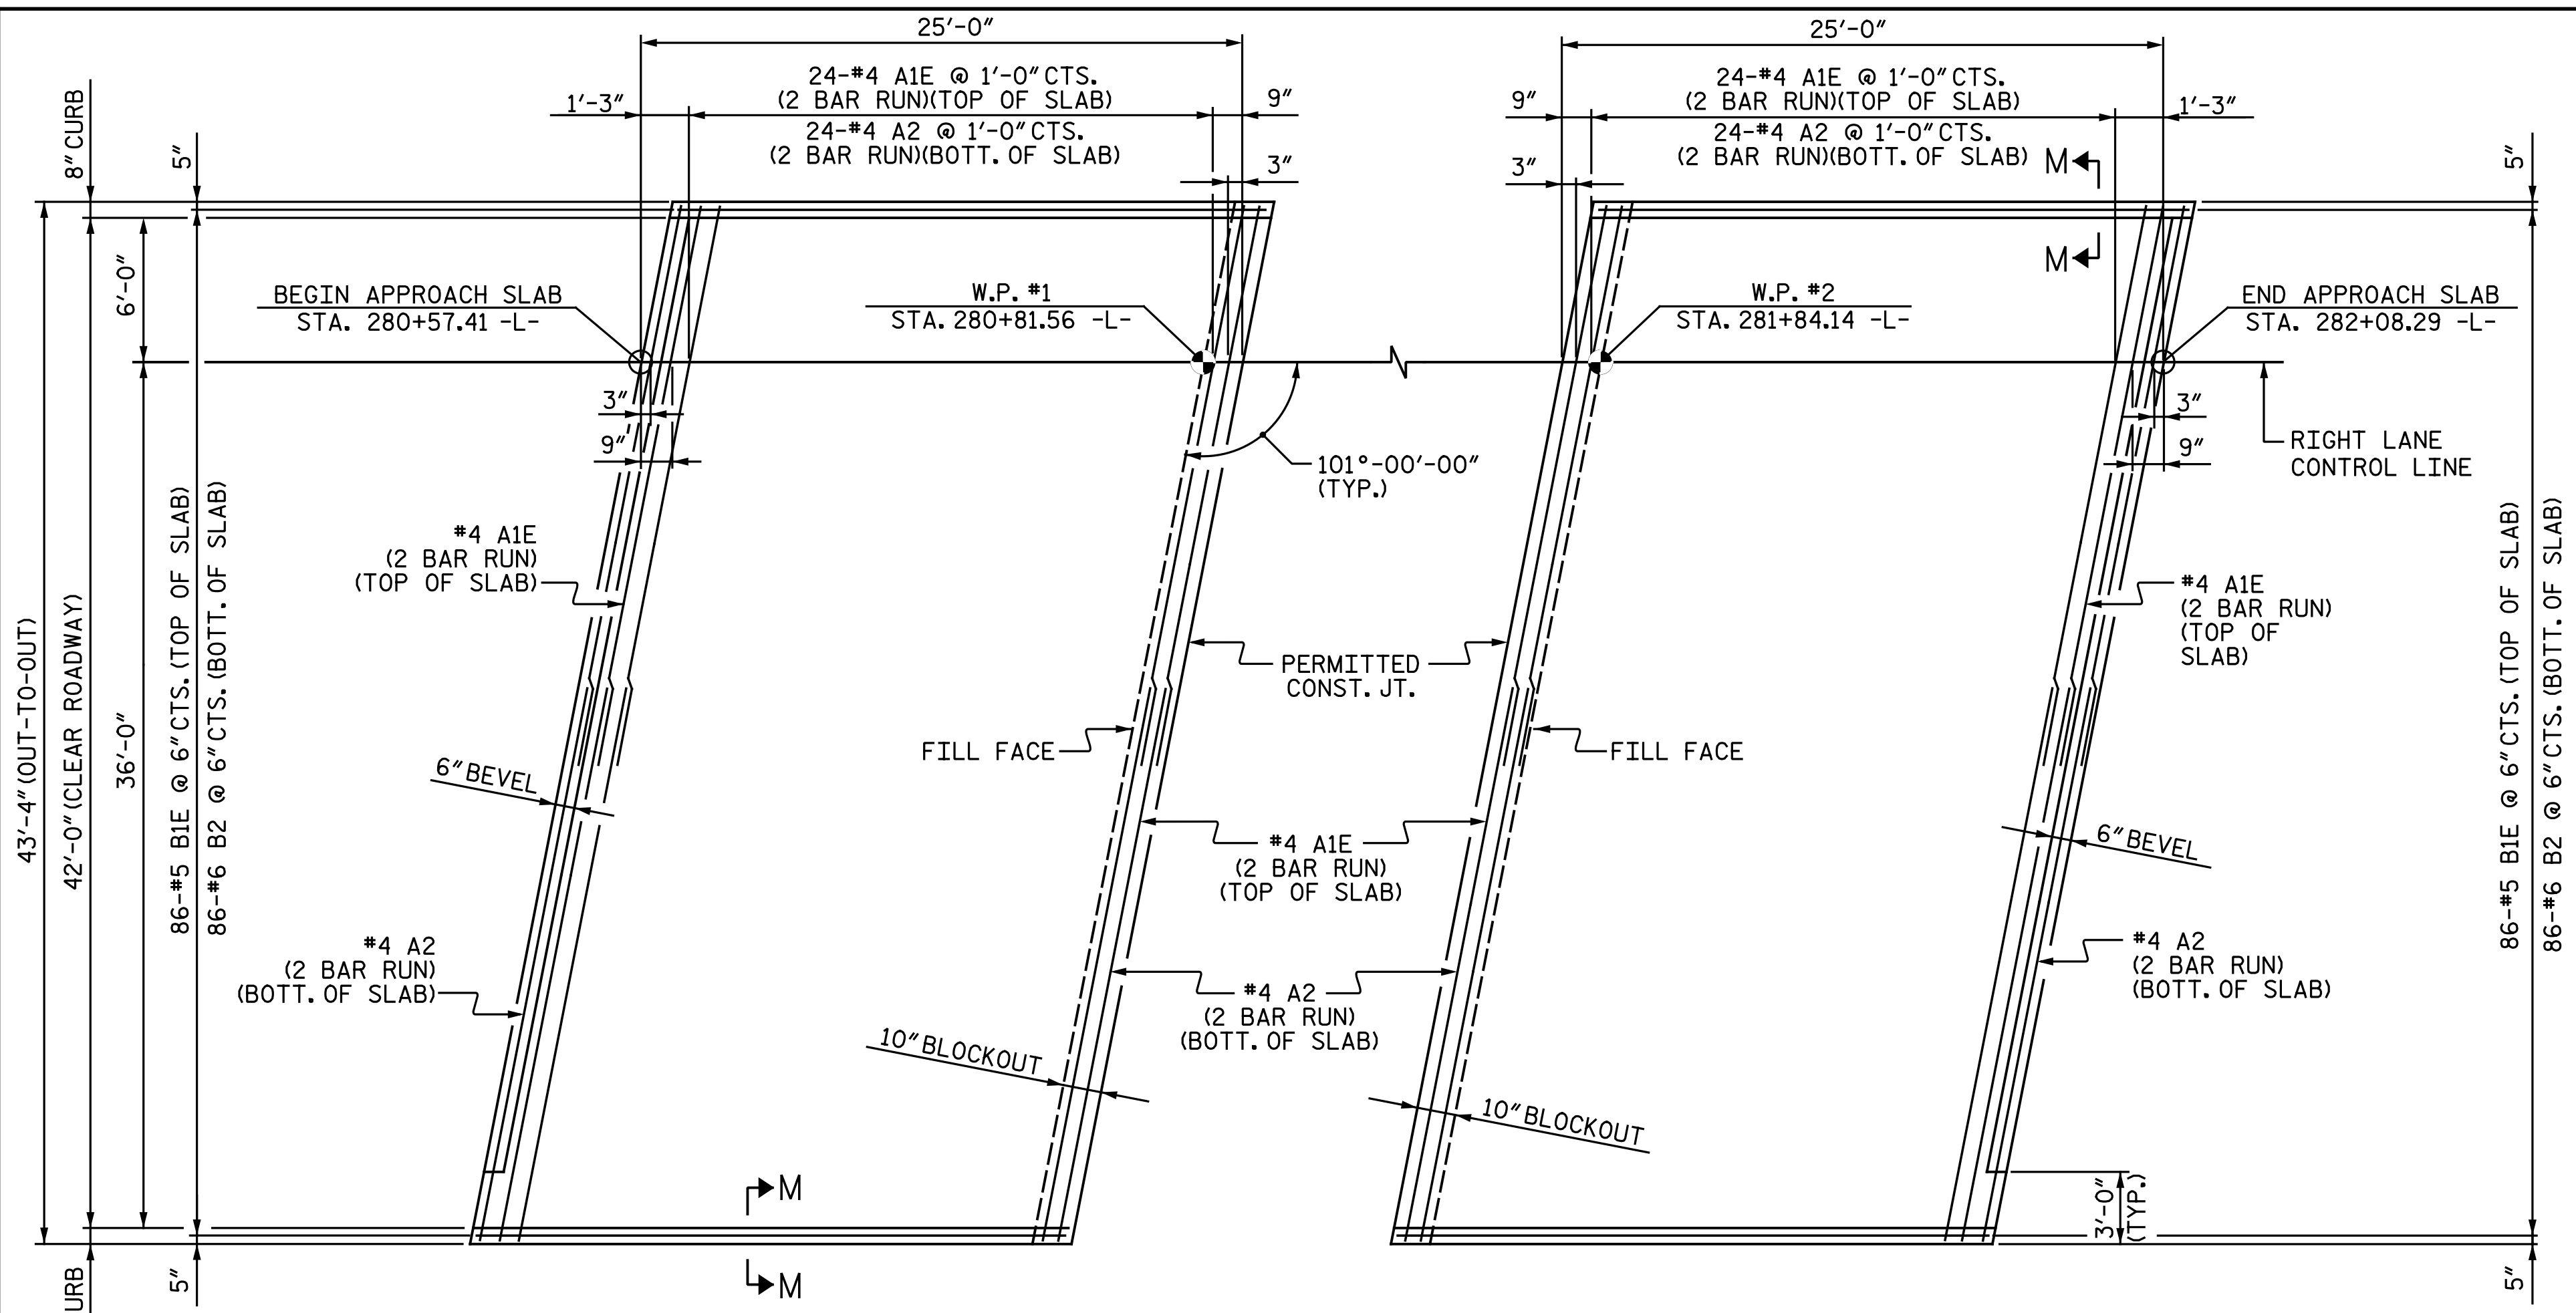 25′-0″
25′-0″
24-#4 A1E @ 1′-0″ CTS.
(2 BAR RUN)(TOP OF SLAB)
24-#4 A2 @ 1′-0″ CTS.
(2 BAR RUN)(BOTT. OF SLAB)
1′-3″
9″
3″
24-#4 A1E @ 1′-0″ CTS.
(2 BAR RUN)(TOP OF SLAB)
24-#4 A2 @ 1′-0″ CTS.
(2 BAR RUN)(BOTT. OF SLAB)
9″
3″
1′-3″
M
M
8″ CURB
5″
5″
6′-0″
BEGIN APPROACH SLAB
STA. 280+57.41 -L-
W.P. #1
STA. 280+81.56 -L-
W.P. #2
STA. 281+84.14 -L-
END APPROACH SLAB
STA. 282+08.29 -L-
3″
9″
3″
9″
101°-00′-00″
(TYP.)
RIGHT LANE
CONTROL LINE
43′-4″ (OUT-TO-OUT)
42′-0″ (CLEAR ROADWAY)
36′-0″
86-#5 B1E @ 6″ CTS. (TOP OF SLAB)
86-#6 B2 @ 6″ CTS. (BOTT. OF SLAB)
#4 A1E
(2 BAR RUN)
(TOP OF SLAB)
PERMITTED
CONST. JT.
#4 A1E
(2 BAR RUN)
(TOP OF
SLAB)
86-#5 B1E @ 6″ CTS. (TOP OF SLAB)
86-#6 B2 @ 6″ CTS. (BOTT. OF SLAB)
FILL FACE
FILL FACE
6″ BEVEL
6″ BEVEL
#4 A1E
(2 BAR RUN)
(TOP OF SLAB)
#4 A2
(2 BAR RUN)
(BOTT. OF SLAB)
#4 A2
(2 BAR RUN)
(BOTT. OF SLAB)
#4 A2
(2 BAR RUN)
(BOTT. OF SLAB)
10″ BLOCKOUT
10″ BLOCKOUT
M
M
3′-0″
(TYP.)
URB
5″
5″